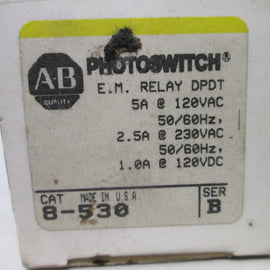 AB
QUALITY
PHOTOSWITCH®
E.M. RELAY DPDT
5A @ 120VAC
50/60Hz,
2.5A @ 230VAC
50/60Hz,
1.0A @ 120VDC
CAT MADE IN U.S.A. SER
8-530 B